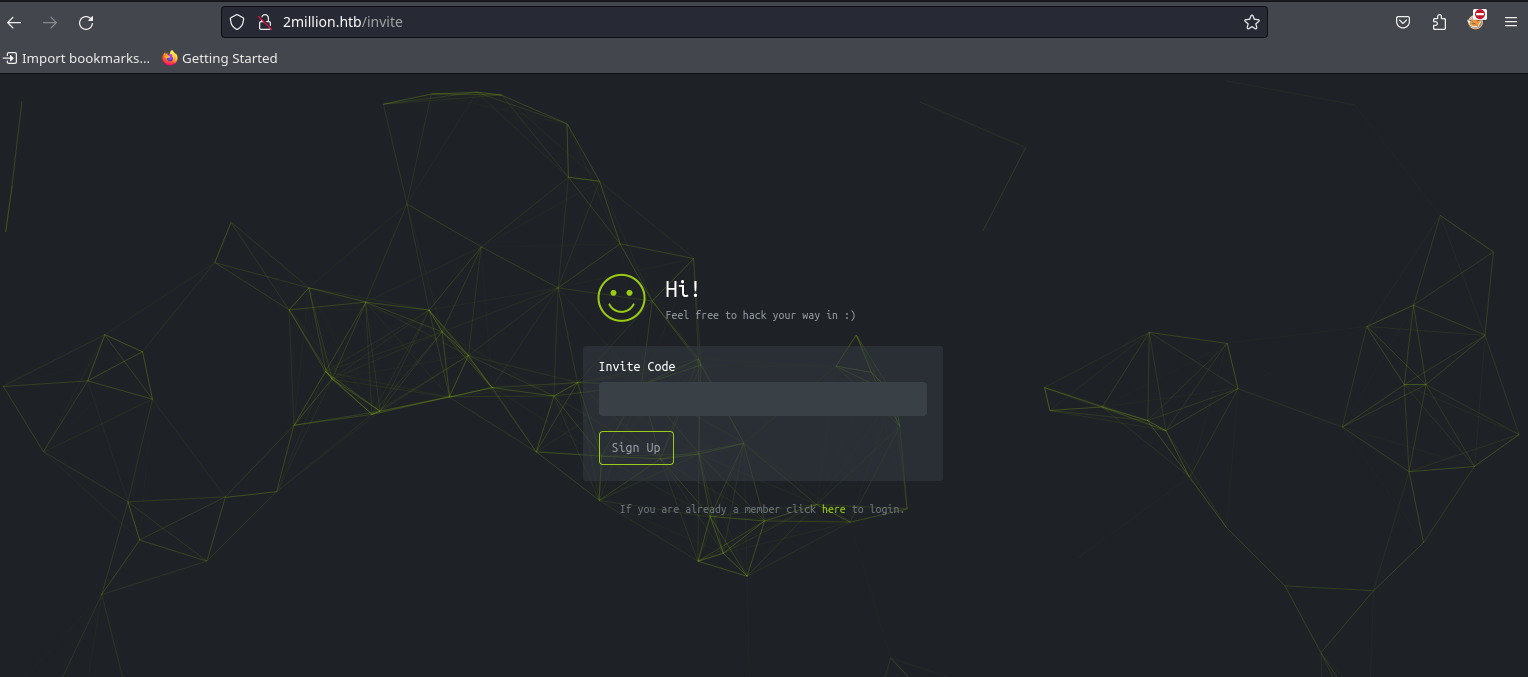 2million.htb/invite
Import bookmarks... Getting Started
Hi!
Feel free to hack your way in :)
Invite Code
Sign Up
If you are already a member click here to login.